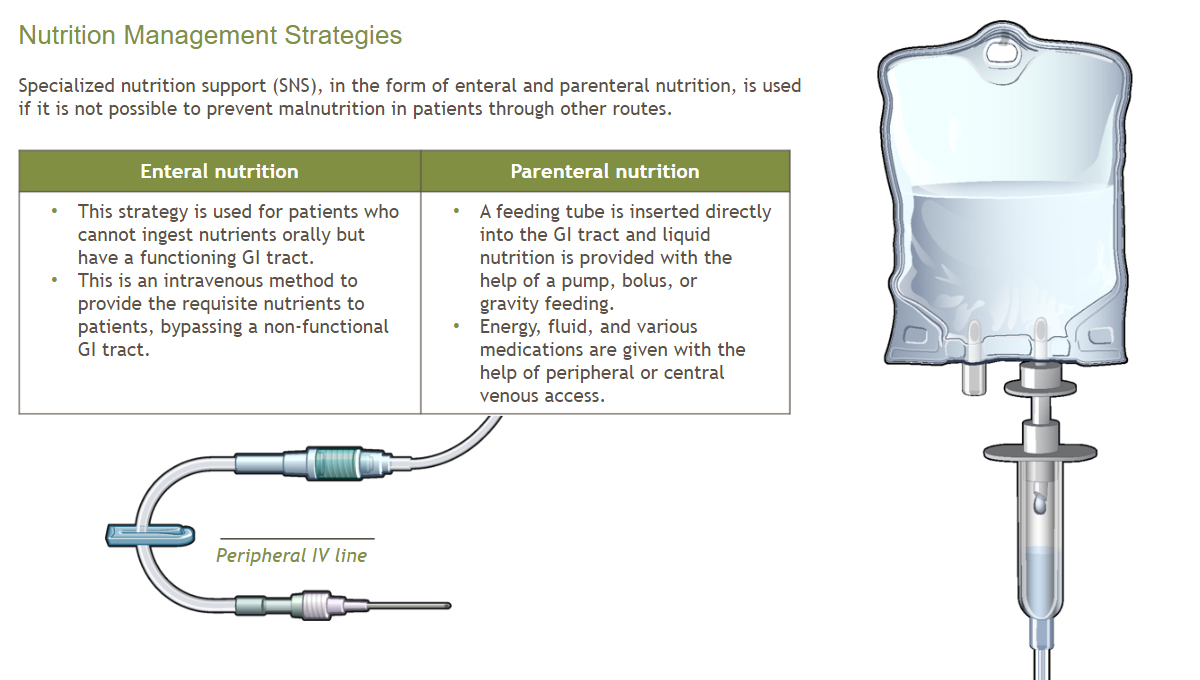 Nutrition Management Strategies
Specialized nutrition support (SNS), in the form of enteral and parenteral nutrition, is used
if it is not possible to prevent malnutrition in patients through other routes.
Enteral nutrition
• This strategy is used for patients who
cannot ingest nutrients orally but
have a functioning GI tract.
• This is an intravenous method to
provide the requisite nutrients to
patients, bypassing a non-functional
GI tract.
Parenteral nutrition
• A feeding tube is inserted directly
into the GI tract and liquid
nutrition is provided with the
help of a pump, bolus, or
gravity feeding.
• Energy, fluid, and various
medications are given with the
help of peripheral or central
venous access.
Peripheral IV line